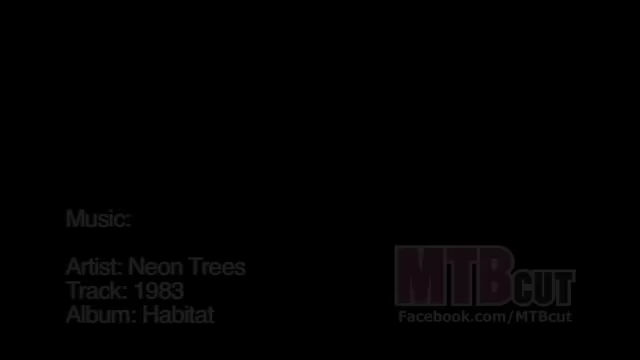 Music:
Artist: Neon Trees
Track: 1983
Album: Habitat
MTBCUT
Facebook.com/MTBcut